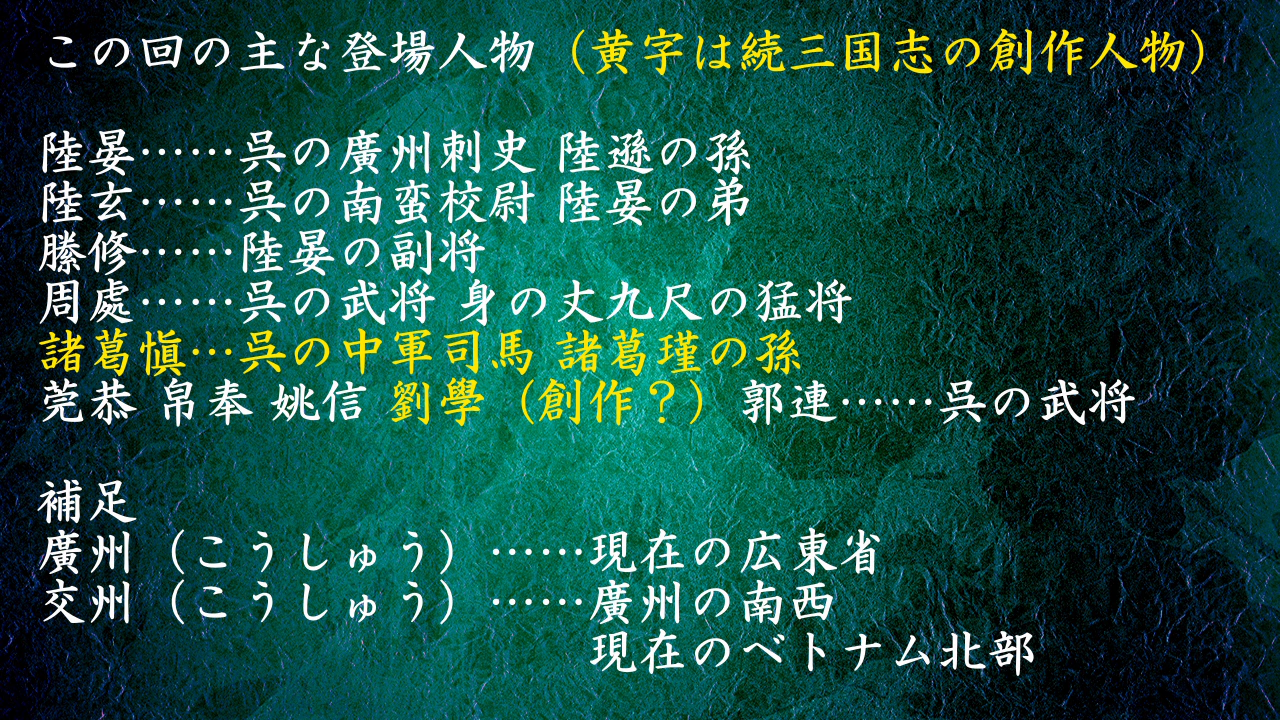 この回の主な登場人物（黄字は続三国志の創作人物）
陸晏……呉の廣州刺史 陸遜の孫
陸玄……呉の南蛮校尉 陸晏の弟
滕修……陸晏の副将
周處……呉の武将 身の丈九尺の猛将
諸葛愼…呉の中軍司馬 諸葛瑾の孫
莞恭 帛奉 姚信 劉學（創作？）郭連……呉の武将
補足
廣州（こうしゅう）……現在の広東省
交州（こうしゅう）……廣州の南西
現在のベトナム北部